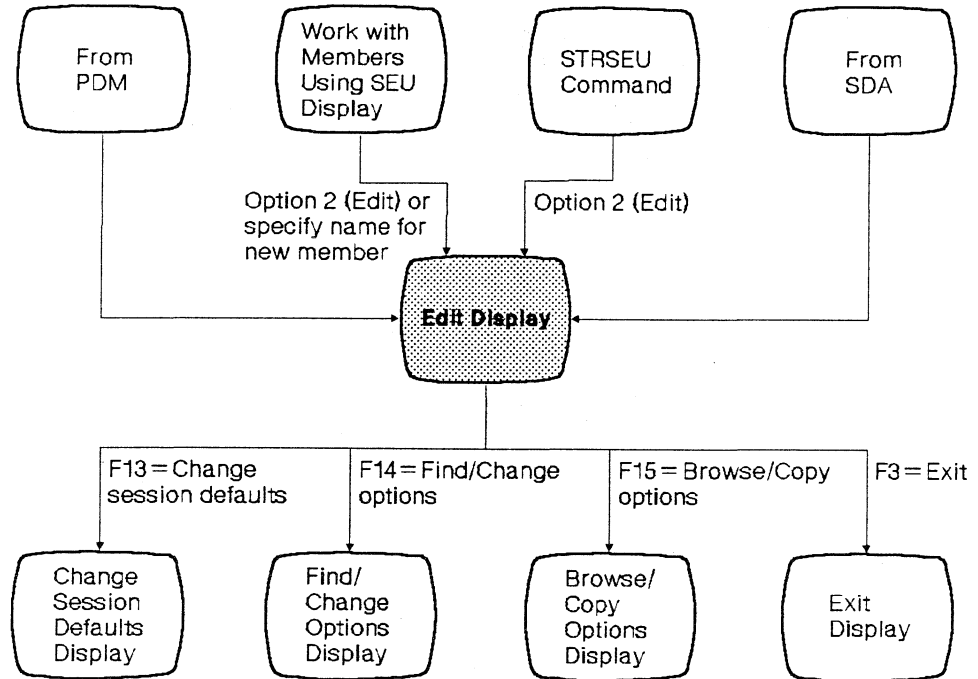 From
PDM
Work with
Members
Using SEU
Display
STRSEU
Command
From
SDA
Option 2 (Edit) or
specify name for
new member
Option 2 (Edit)
Edit Display
F13=Change
session defaults
F14=Find/Change
options
F15=Browse/Copy
options
F3=Exit
Change
Session
Defaults
Display
Find/
Change
Options
Display
Browse/
Copy
Options
Display
Exit
Display